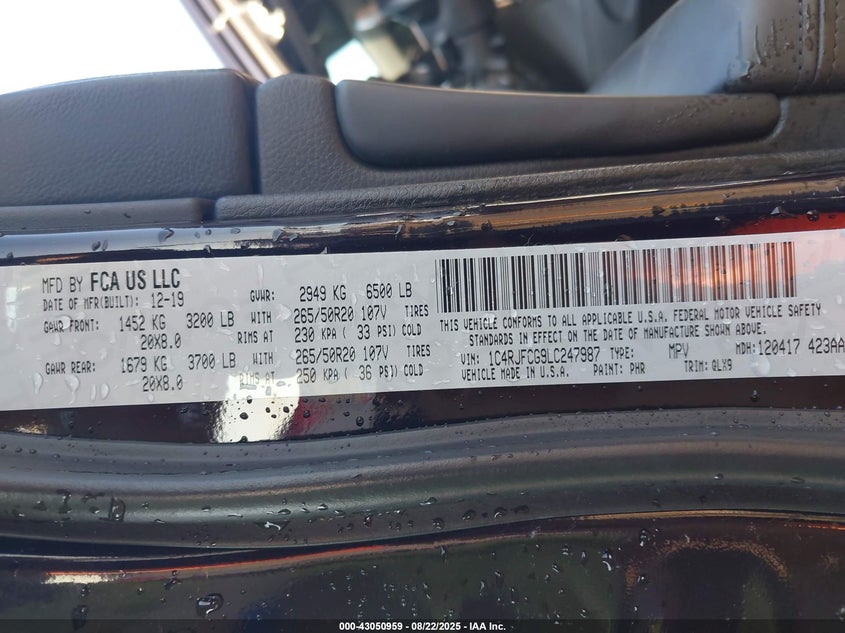 MFD BY FCA US LLC
DATE OF MFR(BUILT): 12-19 GVWR: 2949 KG 6500 LB
GAWR FRONT: 1452 KG 3200 LB WITH 265/50R20 107V TIRES
20X8.0 RIMS AT 230 KPA ( 33 PSI) COLD
GAWR REAR: 1679 KG 3700 LB WITH 265/50R20 107V TIRES
20X8.0 RIMS AT 250 KPA ( 36 PSI) COLD
THIS VEHICLE CONFORMS TO ALL APPLICABLE U.S.A. FEDERAL MOTOR VEHICLE SAFETY
STANDARDS IN EFFECT ON THE DATE OF MANUFACTURE SHOWN ABOVE.
VIN: 1C4RJFCG9LC247987 TYPE: MPV MDH: 120417 423AA
VEHICLE MADE IN U.S.A. PAINT: PHR TRIM: QLX9
000-43050959 - 08/22/2025 - IAA Inc.